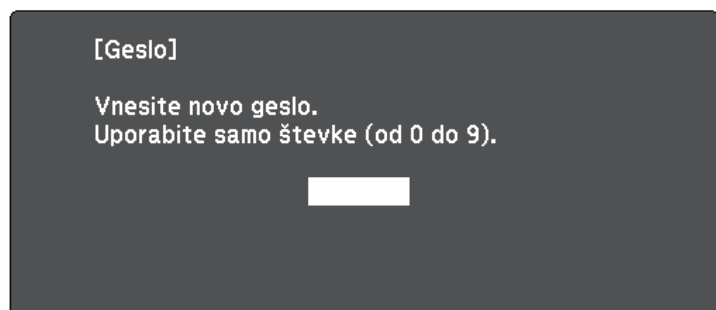 [Geslo]
Vnesite novo geslo.
Uporabite samo števke (od 0 do 9).